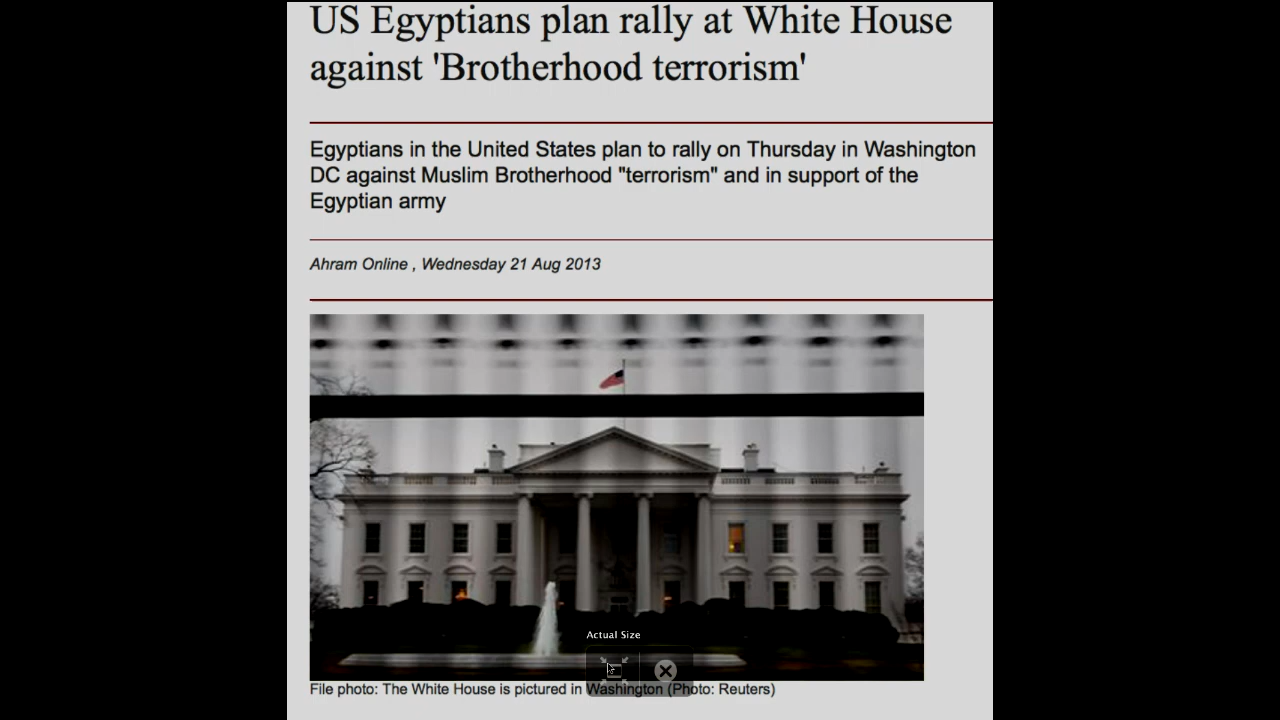 US Egyptians plan rally at White House
against 'Brotherhood terrorism'
Egyptians in the United States plan to rally on Thursday in Washington
DC against Muslim Brotherhood "terrorism" and in support of the
Egyptian army
Ahram Online , Wednesday 21 Aug 2013
Actual Size
File photo: The White House is pictured in Washington (Photo: Reuters)